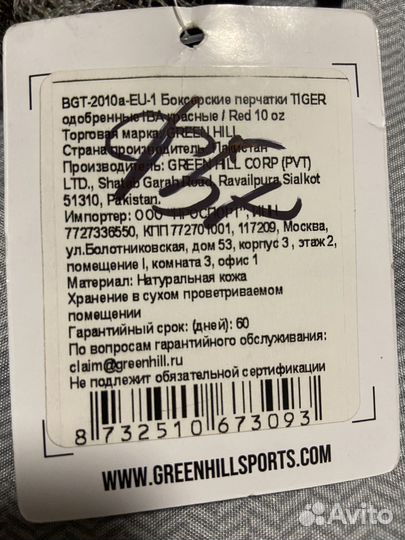 BGT-2010a-EU-1 Боксерские перчатки TIGER
одобренные IBA красные / Red 10 oz
Торговая марка: GREEN HILL
Страна производитель: Пакистан
Производитель: GREEN HILL CORP (PVT)
LTD., Shatab Garah Road, Ravailpura Sialkot
51310, Pakistan.
Импортер: ООО "ПРОСПОРТ", ИНН
7727336550, КПП 772701001, 117209, Москва,
ул.Болотниковская, дом 53, корпус 3 , этаж 2,
помещение I, комната 3, офис 1
Материал: Натуральная кожа
Хранение в сухом проветриваемом
помещении
Гарантийный срок: (дней): 60
По вопросам гарантийного обслуживания:
claim@greenhill.ru
Не подлежит обязательной сертификации
8 732510 673093
WWW.GREENHILLSPORTS.COM
Avito